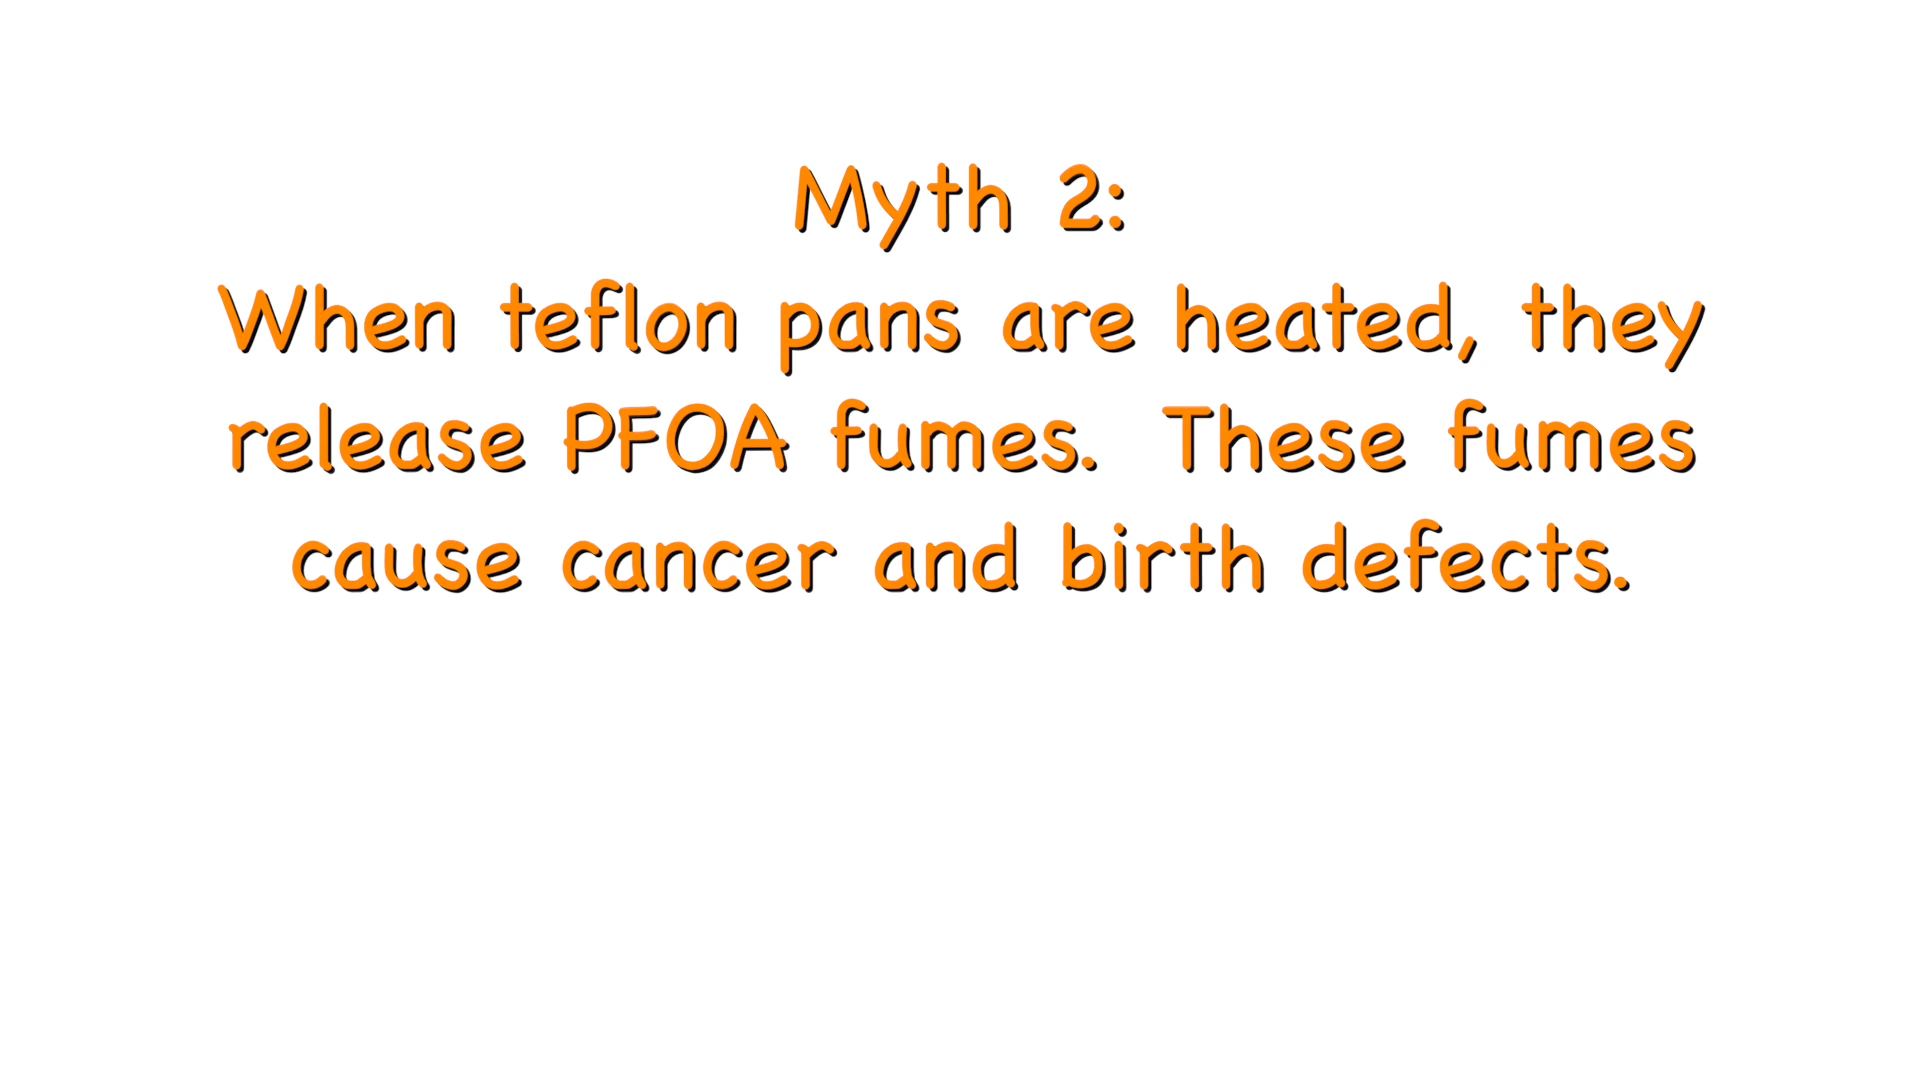 Myth 2:
When teflon pans are heated, they
release PFOA fumes.  These fumes
cause cancer and birth defects.